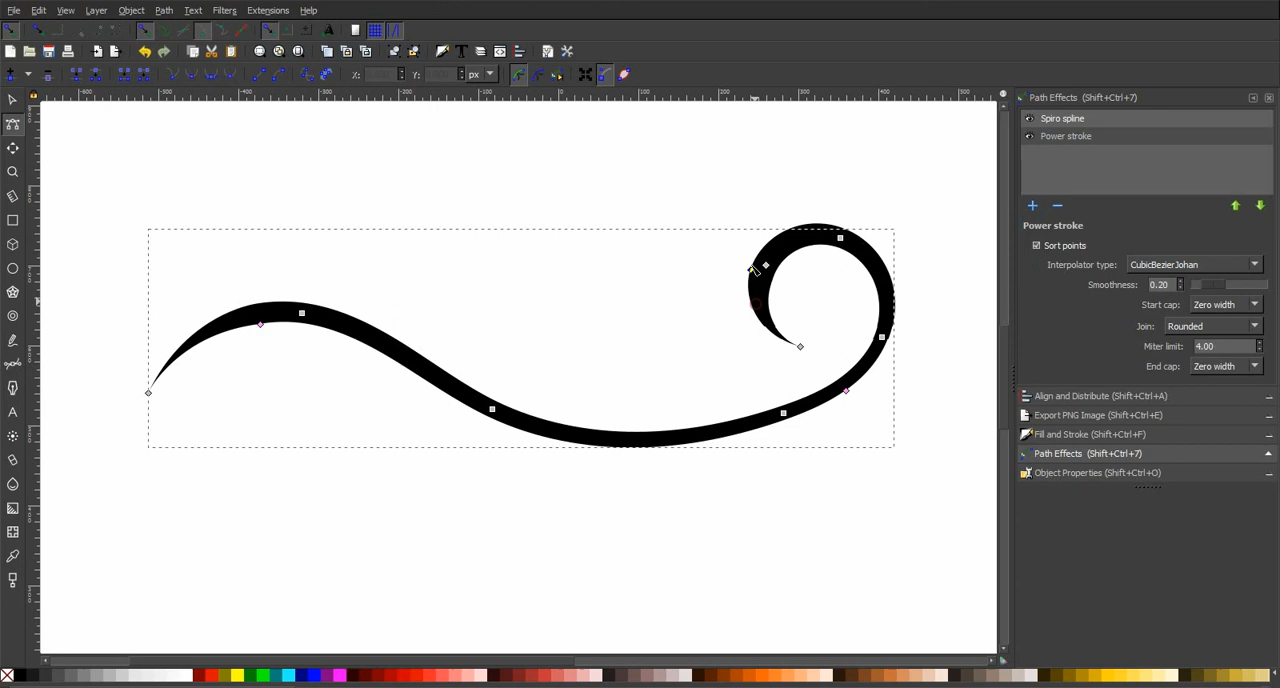 File Edit View Layer Object Path Text Filters Extensions Help
X: Y: px
Path Effects (Shift+Ctrl+7)
Spiro spline
Power stroke
Power stroke
Sort points
Interpolator type: CubicBezierJohan
Smoothness: 0.20
Start cap: Zero width
Join: Rounded
Miter limit: 4.00
End cap: Zero width
Align and Distribute (Shift+Ctrl+A)
Export PNG Image (Shift+Ctrl+E)
Fill and Stroke (Shift+Ctrl+F)
Path Effects (Shift+Ctrl+7)
Object Properties (Shift+Ctrl+O)